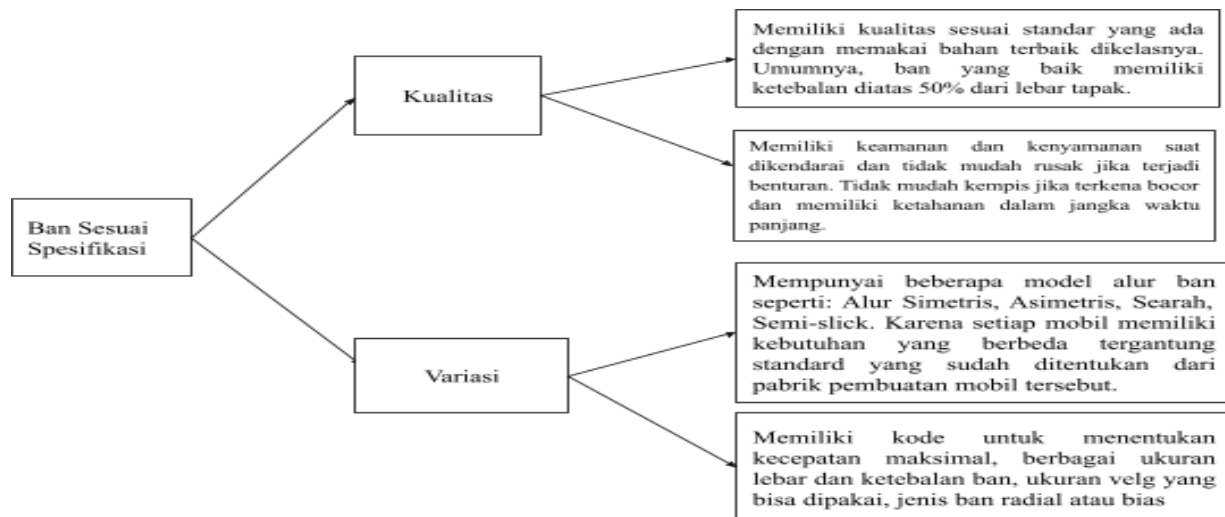 Ban Sesuai
Spesifikasi
Kualitas
Memiliki kualitas sesuai standar yang ada
dengan memakai bahan terbaik dikelasnya.
Umumnya, ban yang baik memiliki
ketebalan diatas 50% dari lebar tapak.
Memiliki keamanan dan kenyamanan saat
dikendarai dan tidak mudah rusak jika terjadi
benturan. Tidak mudah kempis jika terkena bocor
dan memiliki ketahanan dalam jangka waktu
panjang.
Variasi
Mempunyai beberapa model alur ban
seperti: Alur Simetris, Asimetris, Searah,
Semi-slick. Karena setiap mobil memiliki
kebutuhan yang berbeda tergantung
standard yang sudah ditentukan dari
pabrik pembuatan mobil tersebut.
Memiliki kode untuk menentukan
kecepatan maksimal, berbagai ukuran
lebar dan ketebalan ban, ukuran velg yang
bisa dipakai, jenis ban radial atau bias